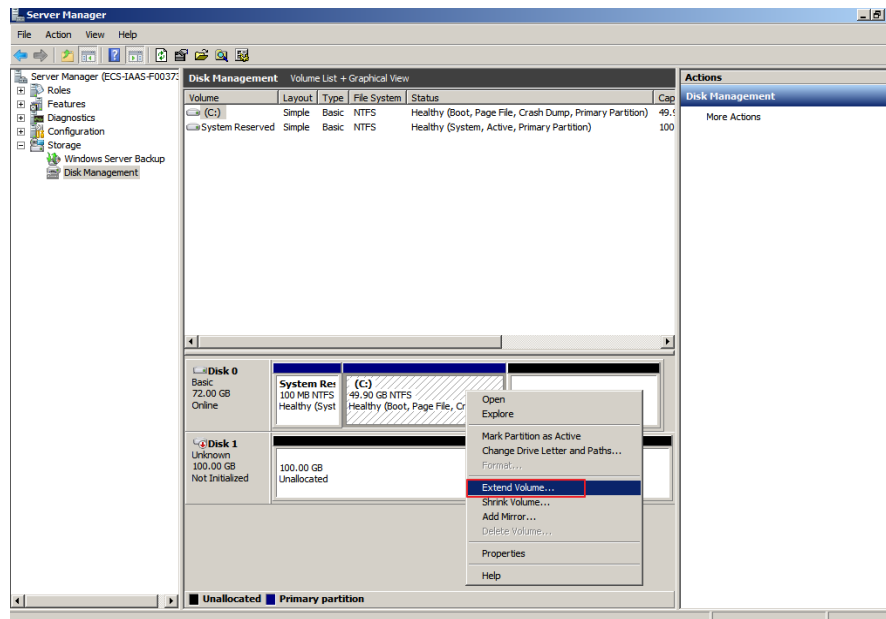 Server Manager
File Action View Help
Server Manager (ECS-IAAS-F00373
Roles
Features
Diagnostics
Configuration
Storage
Windows Server Backup
Disk Management
Disk Management Volume List + Graphical View
Volume Layout Type File System Status Cap
(C:) Simple Basic NTFS Healthy (Boot, Page File, Crash Dump, Primary Partition) 49.9
System Reserved Simple Basic NTFS Healthy (System, Active, Primary Partition) 100
Disk 0
Basic
72.00 GB
Online
System Res
100 MB NTFS
Healthy (Syst
(C:)
49.90 GB NTFS
Healthy (Boot, Page File, Cr
Disk 1
Unknown
100.00 GB
Not Initialized
100.00 GB
Unallocated
Open
Explore
Mark Partition as Active
Change Drive Letter and Paths...
Format...
Extend Volume...
Shrink Volume...
Add Mirror...
Delete Volume...
Properties
Help
Unallocated Primary partition
Actions
Disk Management
More Actions